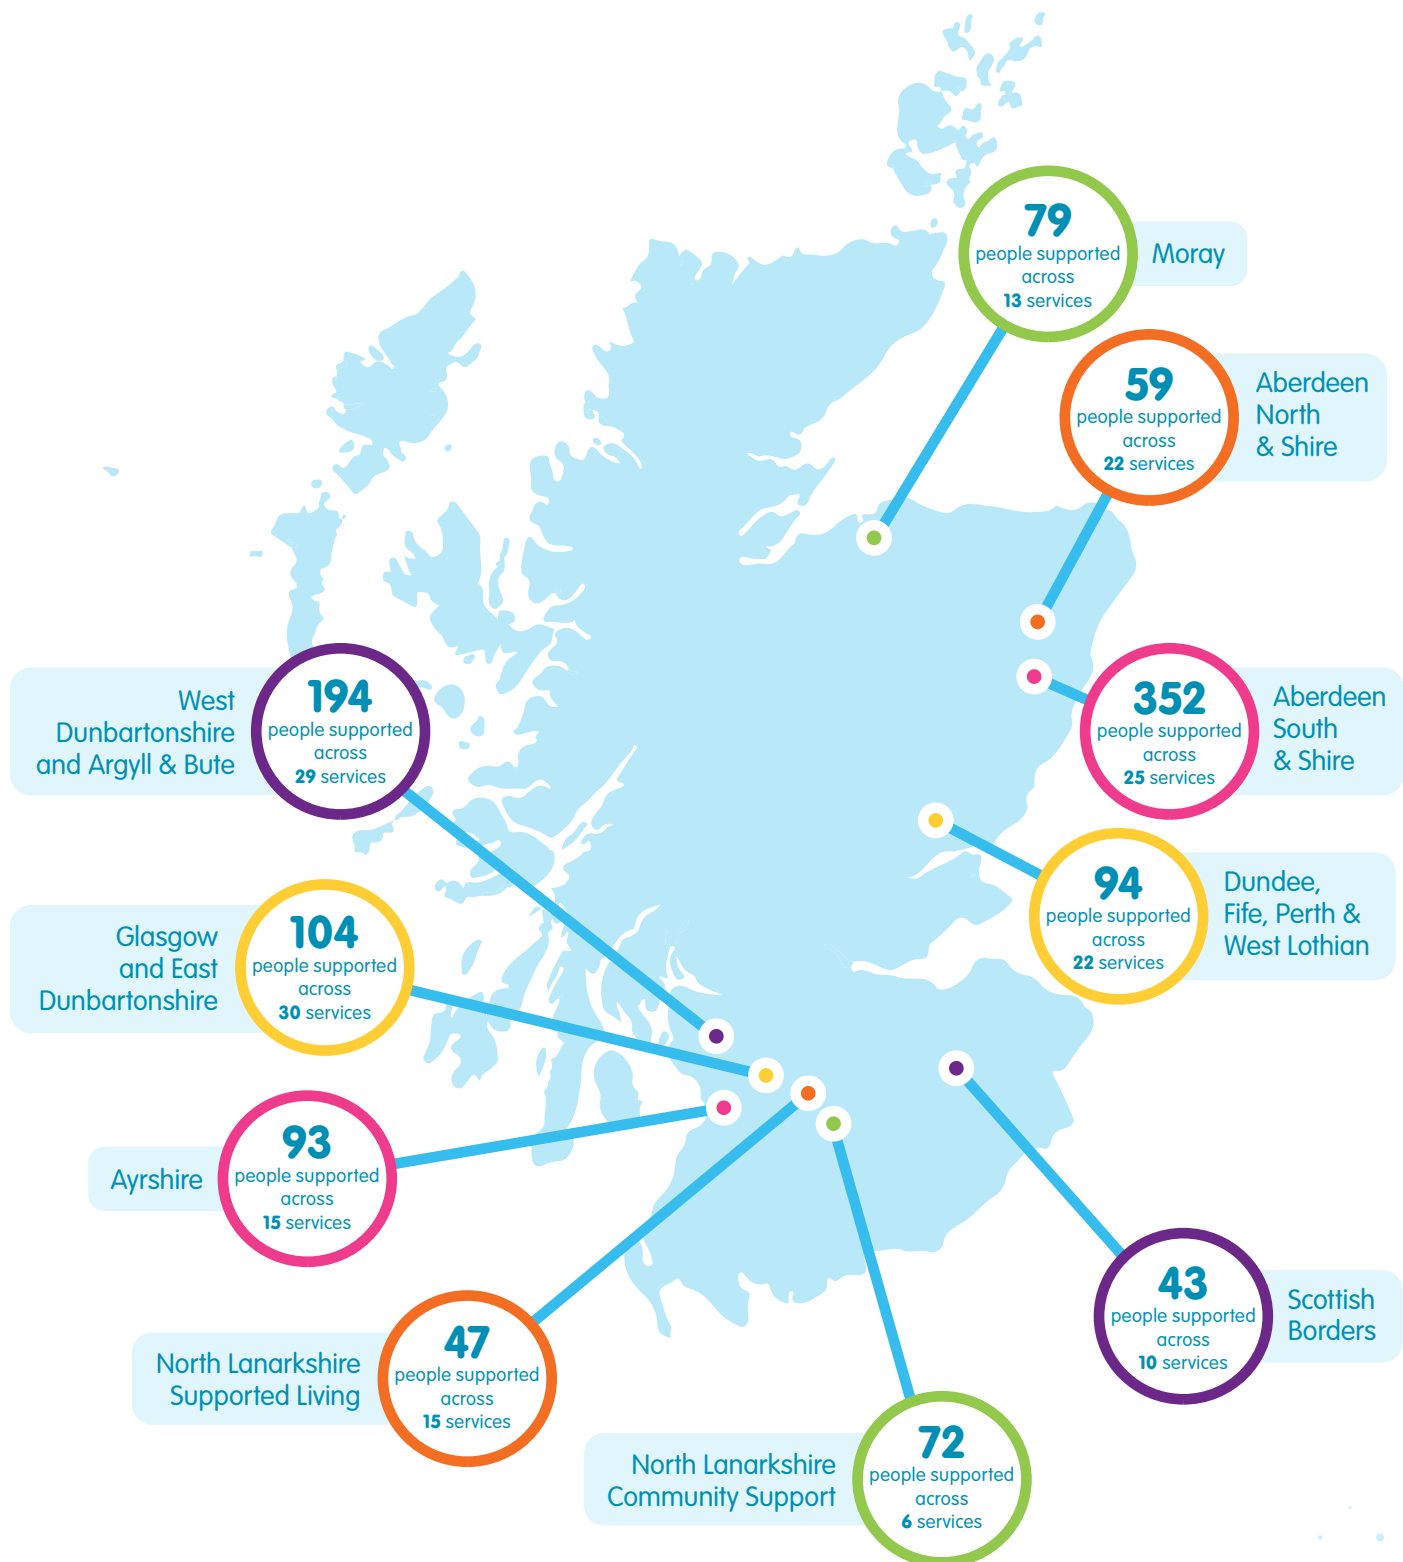 79
people supported
across
13 services
Moray
59
people supported
across
22 services
Aberdeen
North
& Shire
194
people supported
across
29 services
West
Dunbartonshire
and Argyll & Bute
352
people supported
across
25 services
Aberdeen
South
& Shire
94
people supported
across
22 services
Dundee,
Fife, Perth &
West Lothian
104
people supported
across
30 services
Glasgow
and East
Dunbartonshire
93
people supported
across
15 services
Ayrshire
43
people supported
across
10 services
Scottish
Borders
47
people supported
across
15 services
North Lanarkshire
Supported Living
72
people supported
across
6 services
North Lanarkshire
Community Support